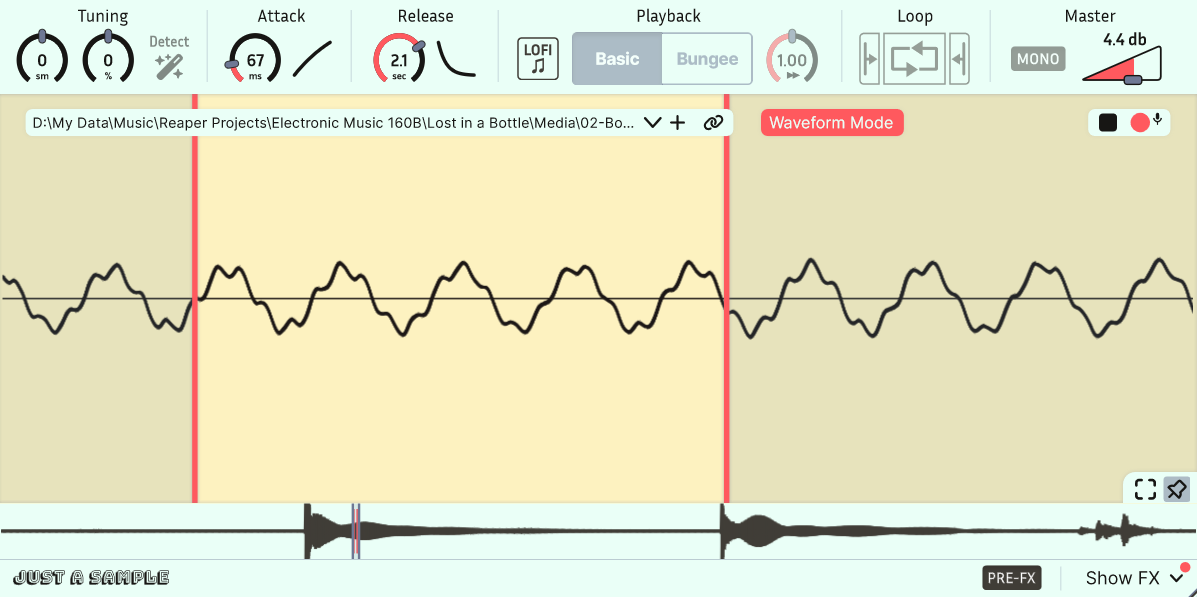 Tuning
Attack
Release
Playback
Loop
Master
0
sm
0
%
Detect
67
ms
2.1
sec
LOFI
Basic
Bungee
1.00
MONO
4.4 db
D:\My Data\Music\Reaper Projects\Electronic Music 160B\Lost in a Bottle\Media\02-Bo...
Waveform Mode
JUST A SAMPLE
PRE-FX
Show FX